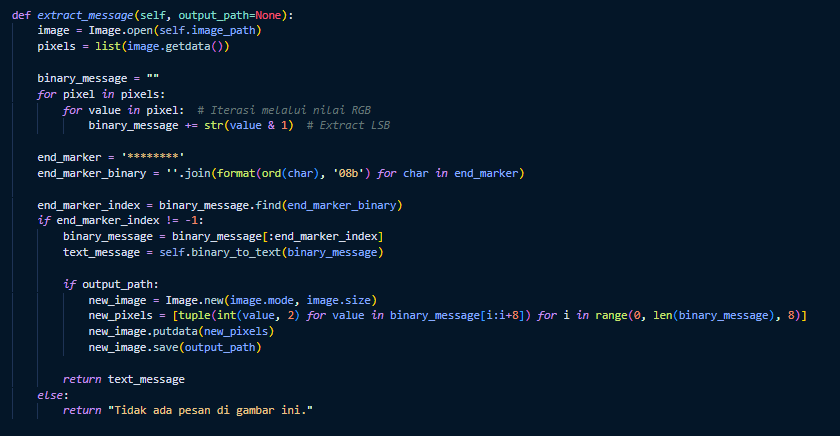 def extract_message(self, output_path=None):
    image = Image.open(self.image_path)
    pixels = list(image.getdata())

    binary_message = ""
    for pixel in pixels:
        for value in pixel:  # Iterasi melalui nilai RGB
            binary_message += str(value & 1)  # Extract LSB

    end_marker = '********'
    end_marker_binary = ''.join(format(ord(char), '08b') for char in end_marker)

    end_marker_index = binary_message.find(end_marker_binary)
    if end_marker_index != -1:
        binary_message = binary_message[:end_marker_index]
        text_message = self.binary_to_text(binary_message)

        if output_path:
            new_image = Image.new(image.mode, image.size)
            new_pixels = [tuple(int(value, 2) for value in binary_message[i:i+8]) for i in range(0, len(binary_message), 8)]
            new_image.putdata(new_pixels)
            new_image.save(output_path)

        return text_message
    else:
        return "Tidak ada pesan di gambar ini."